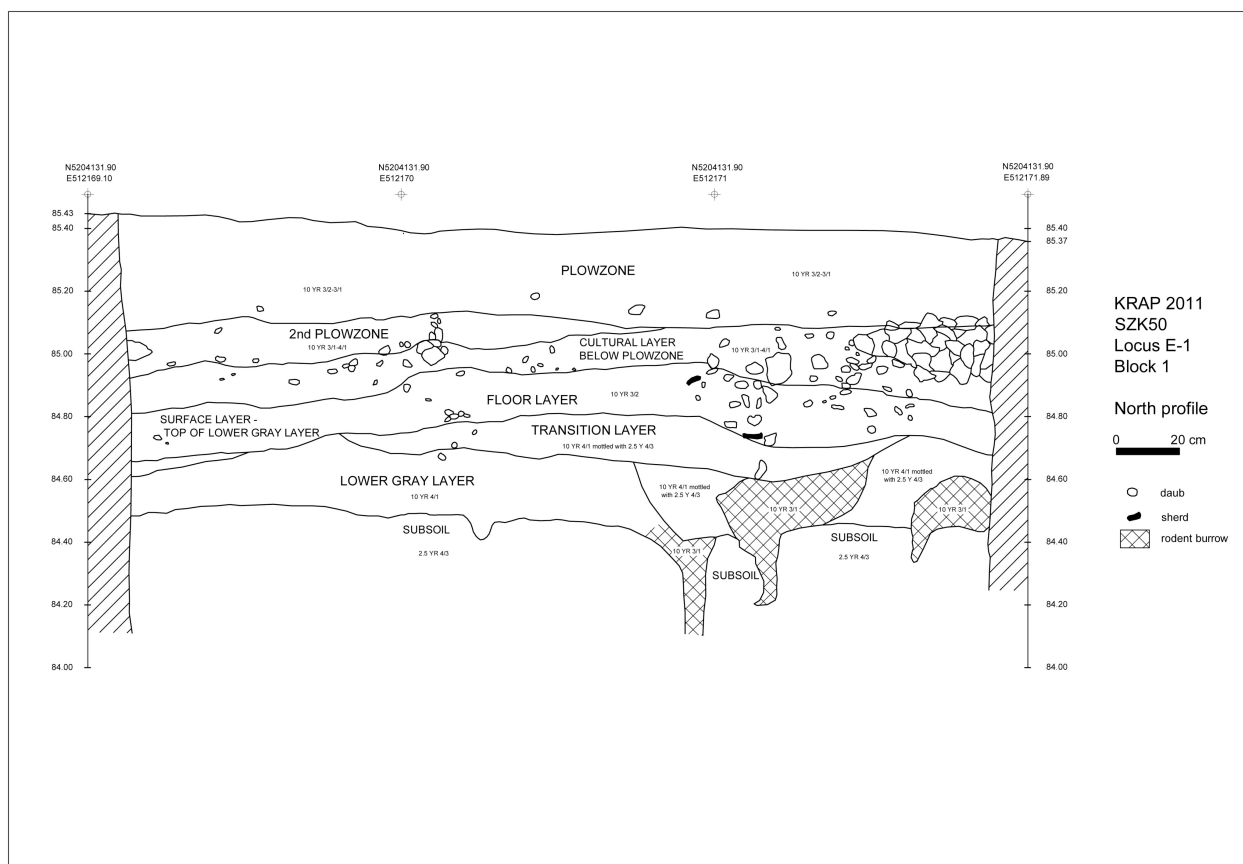 N5204131.90
E512169.10
N5204131.90
E512170
N5204131.90
E512171
N5204131.90
E512171.89
85.43
85.40
85.20
85.00
84.80
84.60
84.40
84.20
84.00
85.40
85.37
85.20
85.00
84.80
84.60
84.40
84.20
84.00
PLOWZONE
10 YR 3/2-3/1
10 YR 3/2-3/1
2nd PLOWZONE
10 YR 3/1-4/1
CULTURAL LAYER
BELOW PLOWZONE
10 YR 3/1-4/1
FLOOR LAYER
10 YR 3/2
SURFACE LAYER -
TOP OF LOWER GRAY LAYER
TRANSITION LAYER
10 YR 4/1 mottled with 2.5 Y 4/3
LOWER GRAY LAYER
10 YR 4/1
10 YR 4/1 mottled
with 2.5 Y 4/3
10 YR 4/1 mottled
with 2.5 Y 4/3
10 YR 3/1
10 YR 3/1
10 YR 3/1
SUBSOIL
2.5 YR 4/3
SUBSOIL
SUBSOIL
2.5 YR 4/3
KRAP 2011
SZK50
Locus E-1
Block 1
North profile
0 20 cm
daub
sherd
rodent burrow